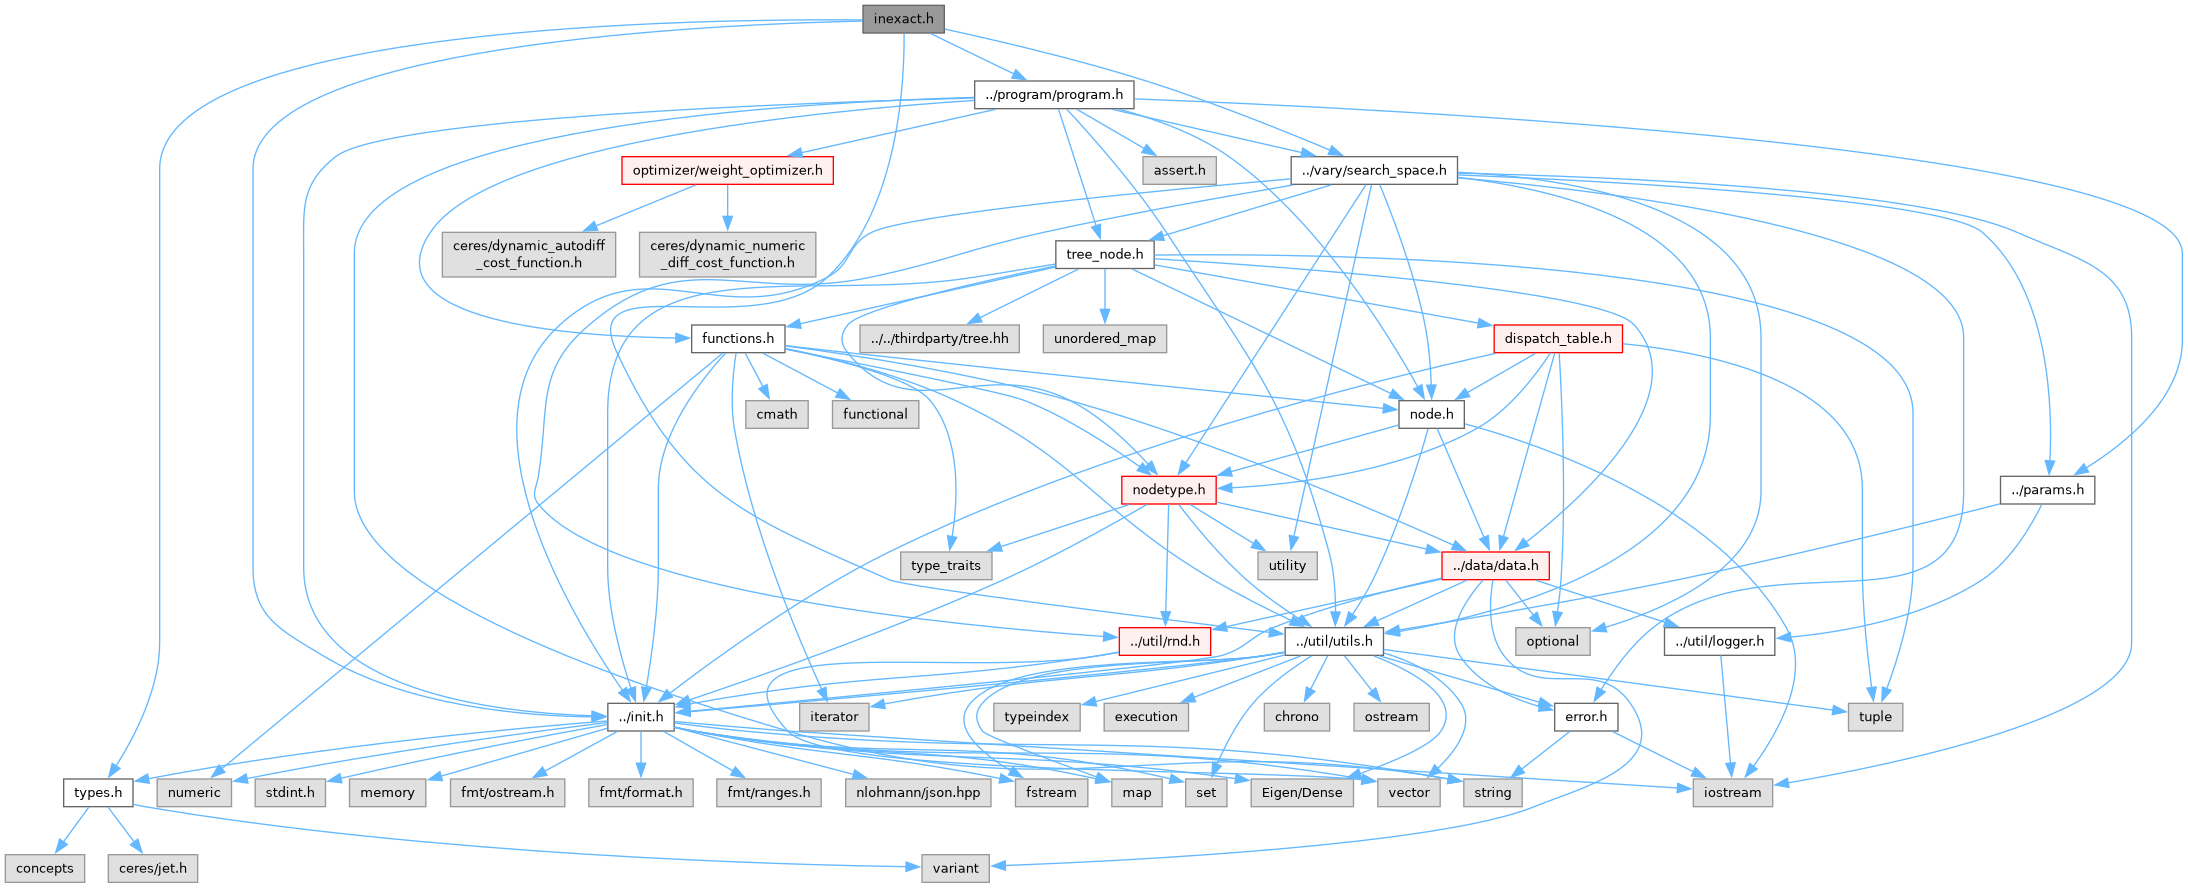 inexact.h
../program/program.h
optimizer/weight_optimizer.h
assert.h
../vary/search_space.h
ceres/dynamic_autodiff
_cost_function.h
ceres/dynamic_numeric
_diff_cost_function.h
tree_node.h
functions.h
../../thirdparty/tree.hh
unordered_map
dispatch_table.h
cmath
functional
node.h
nodetype.h
../params.h
type_traits
utility
../data/data.h
../util/rnd.h
../util/utils.h
optional
../util/logger.h
../init.h
iterator
typeindex
execution
chrono
ostream
error.h
tuple
types.h
numeric
stdint.h
memory
fmt/ostream.h
fmt/format.h
fmt/ranges.h
nlohmann/json.hpp
fstream
map
set
Eigen/Dense
vector
string
iostream
concepts
ceres/jet.h
variant